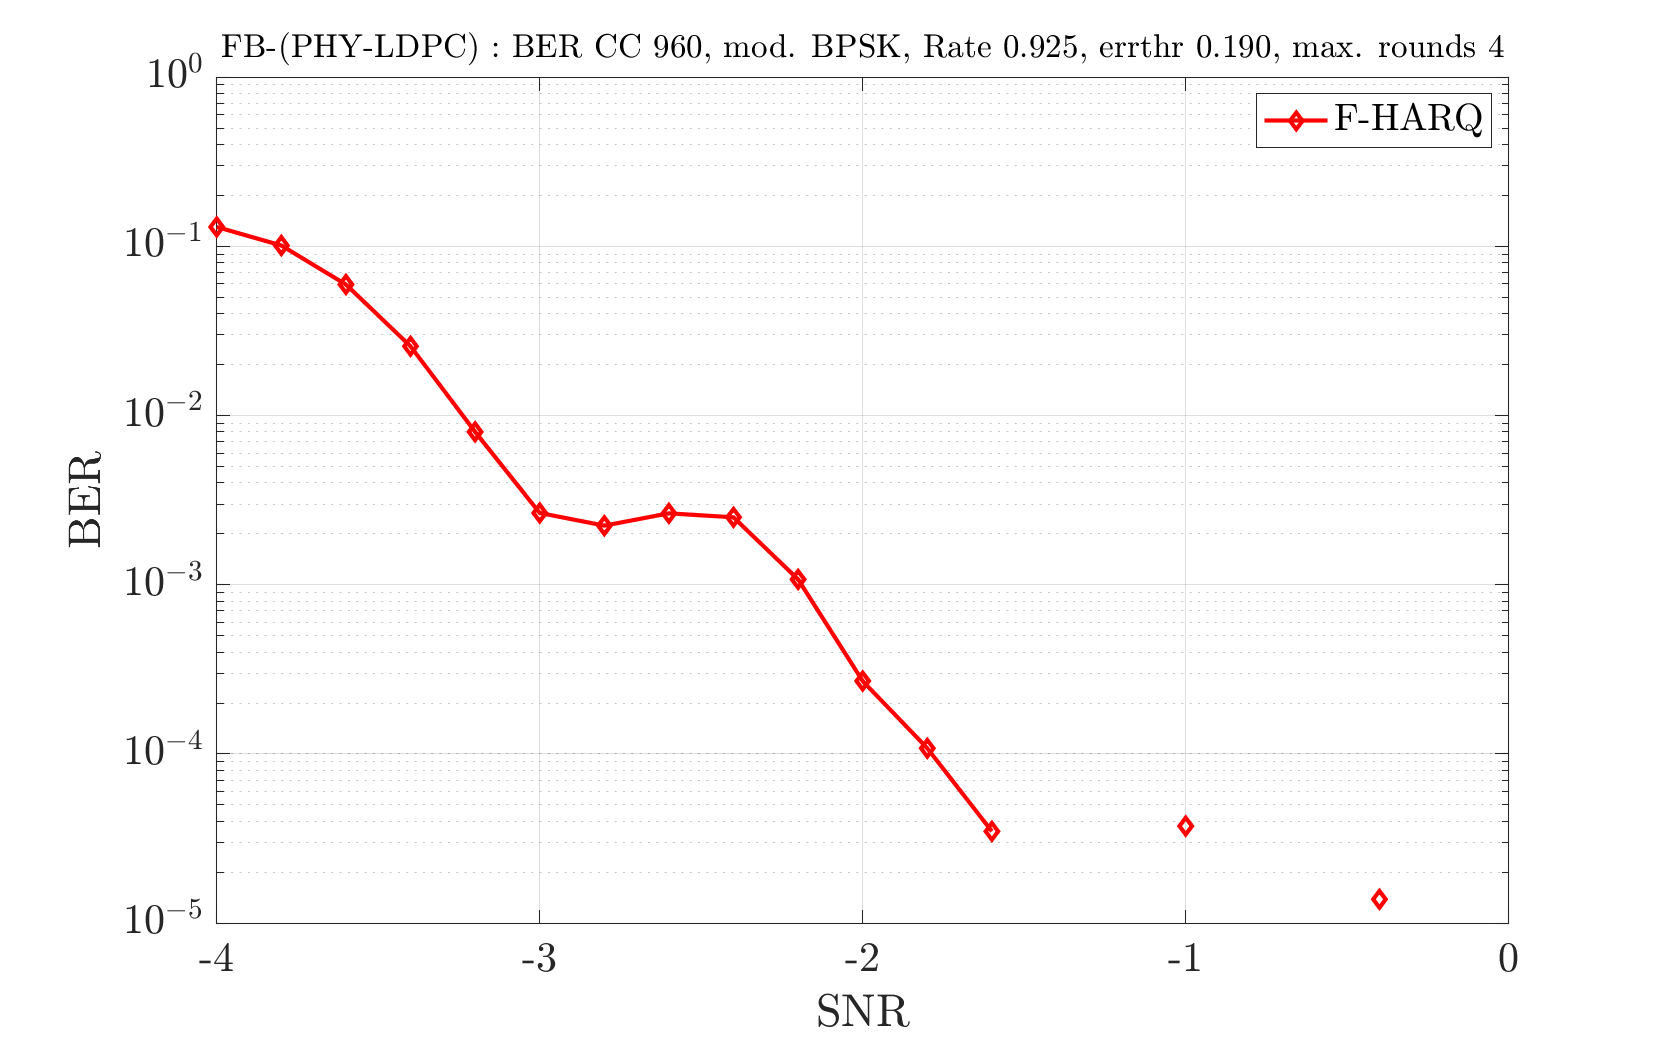 FB-(PHY-LDPC) : BER CC 960, mod. BPSK, Rate 0.925, errthr 0.190, max. rounds 4
F-HARQ
10^0
10^−1
10^−2
10^−3
10^−4
10^−5
BER
-4 -3 -2 -1 0
SNR